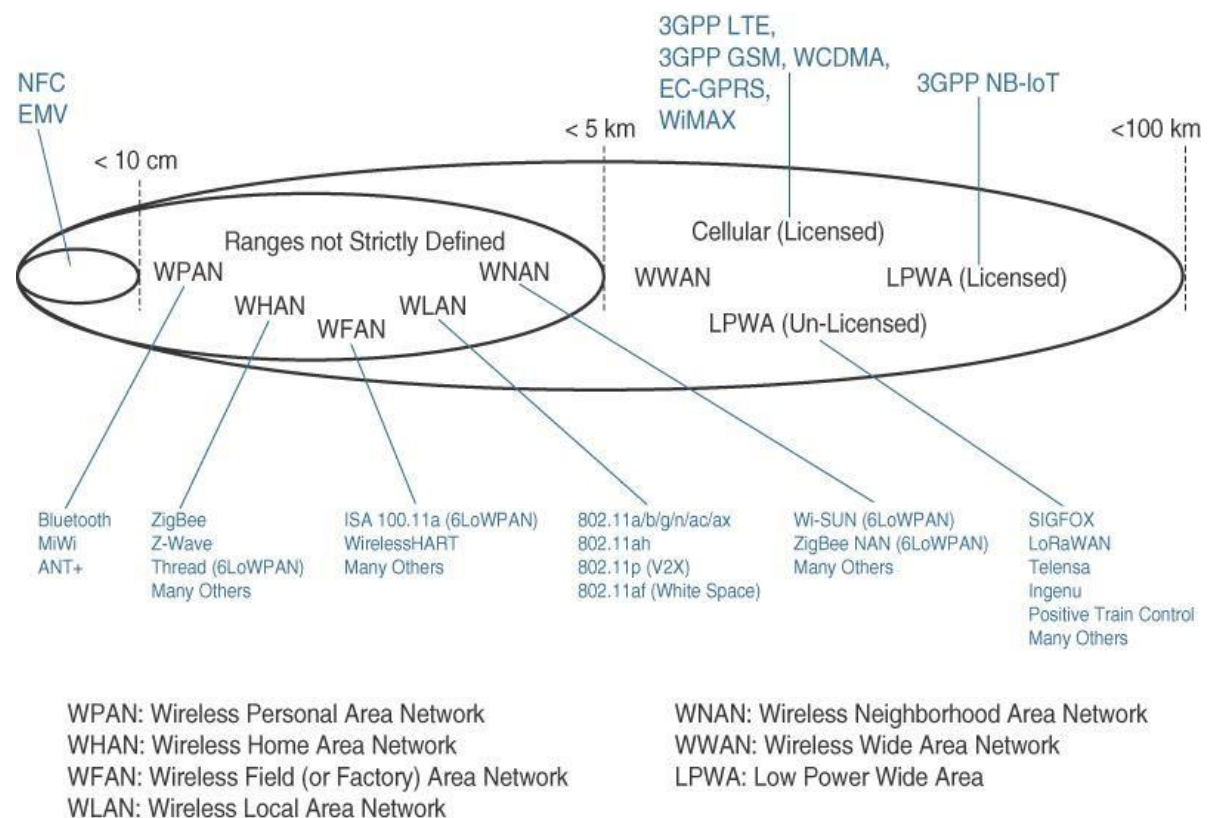 3GPP LTE,
3GPP GSM, WCDMA,
EC-GPRS,
WiMAX
3GPP NB-IoT
NFC
EMV
< 10 cm
< 5 km
<100 km
Ranges not Strictly Defined
Cellular (Licensed)
WPAN
WNAN
WWAN
LPWA (Licensed)
WHAN
WLAN
WFAN
LPWA (Un-Licensed)
Bluetooth
MiWi
ANT+
ZigBee
Z-Wave
Thread (6LoWPAN)
Many Others
ISA 100.11a (6LoWPAN)
WirelessHART
Many Others
802.11a/b/g/n/ac/ax
802.11ah
802.11p (V2X)
802.11af (White Space)
Wi-SUN (6LoWPAN)
ZigBee NAN (6LoWPAN)
Many Others
SIGFOX
LoRaWAN
Telensa
Ingenu
Positive Train Control
Many Others
WPAN: Wireless Personal Area Network
WHAN: Wireless Home Area Network
WFAN: Wireless Field (or Factory) Area Network
WLAN: Wireless Local Area Network
WNAN: Wireless Neighborhood Area Network
WWAN: Wireless Wide Area Network
LPWA: Low Power Wide Area